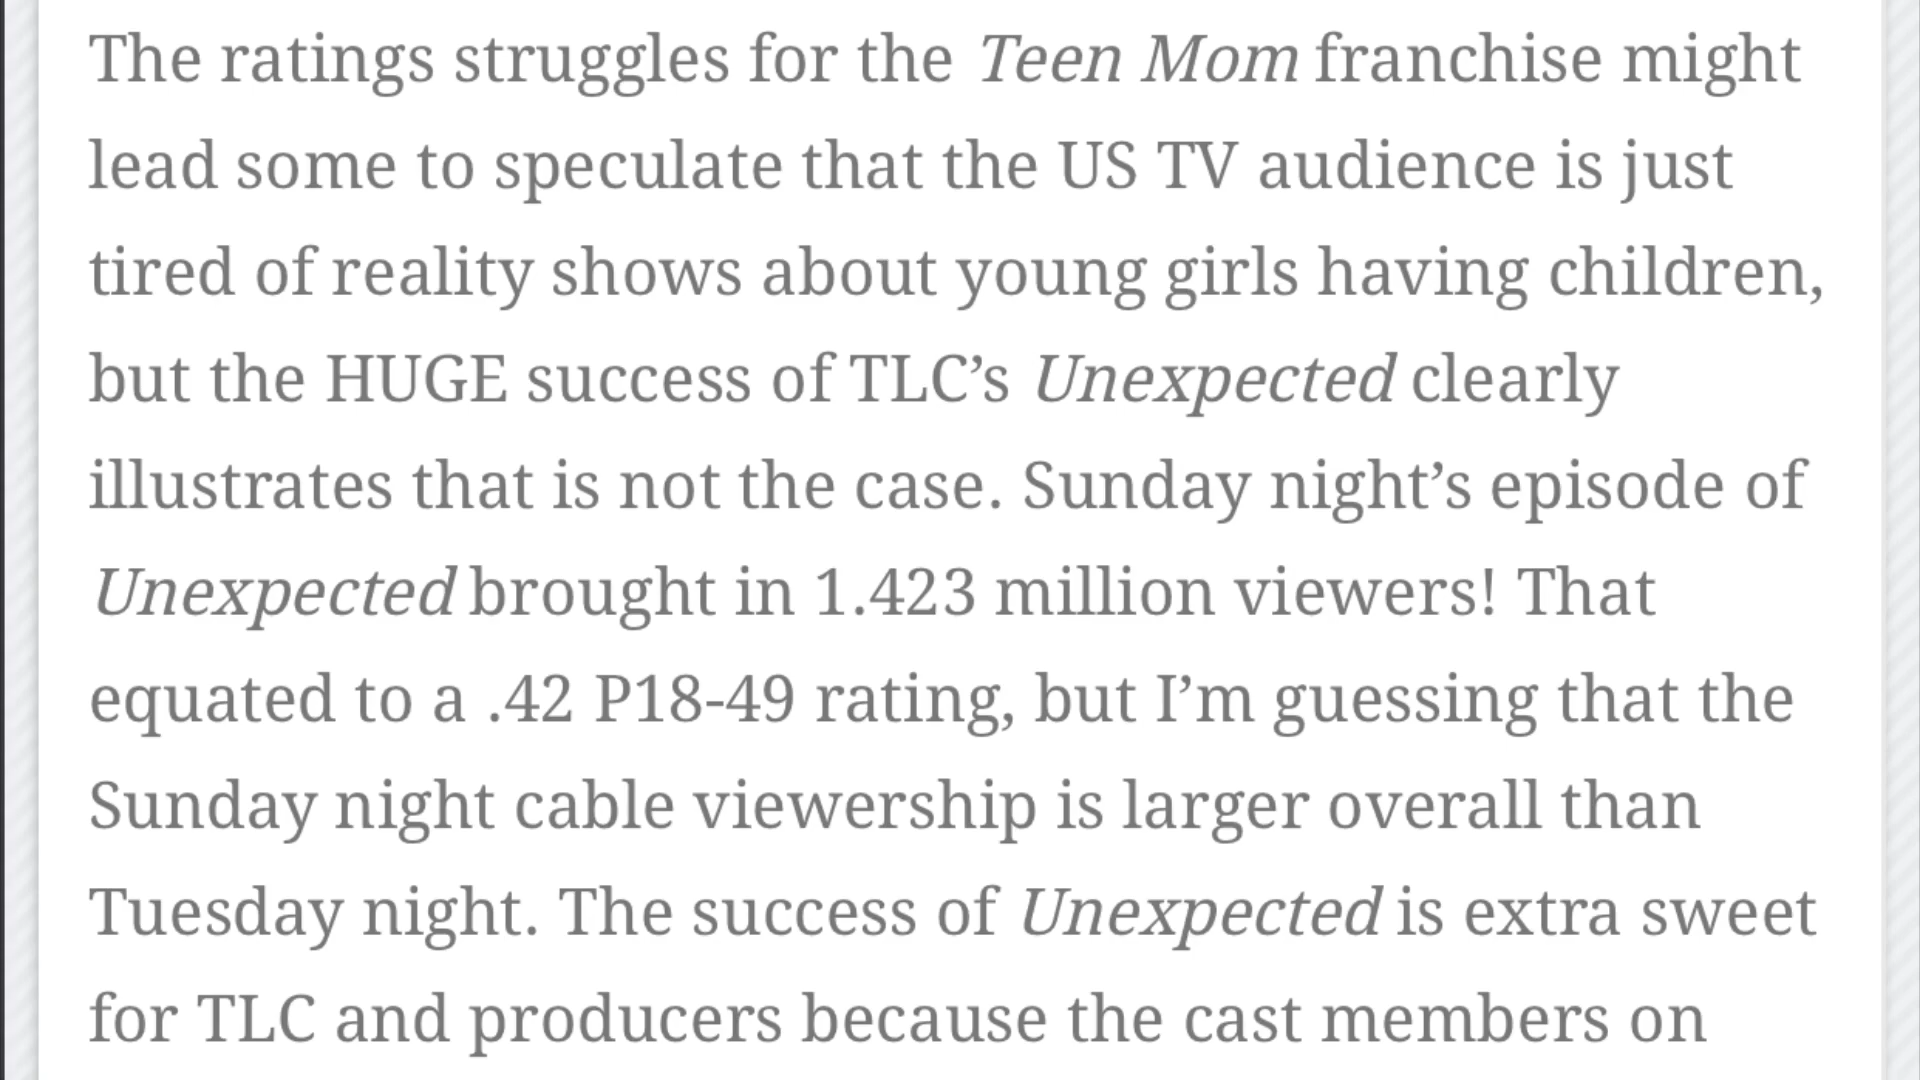 The ratings struggles for the Teen Mom franchise might
lead some to speculate that the US TV audience is just
tired of reality shows about young girls having children,
but the HUGE success of TLC’s Unexpected clearly
illustrates that is not the case. Sunday night’s episode of
Unexpected brought in 1.423 million viewers! That
equated to a .42 P18-49 rating, but I’m guessing that the
Sunday night cable viewership is larger overall than
Tuesday night. The success of Unexpected is extra sweet
for TLC and producers because the cast members on